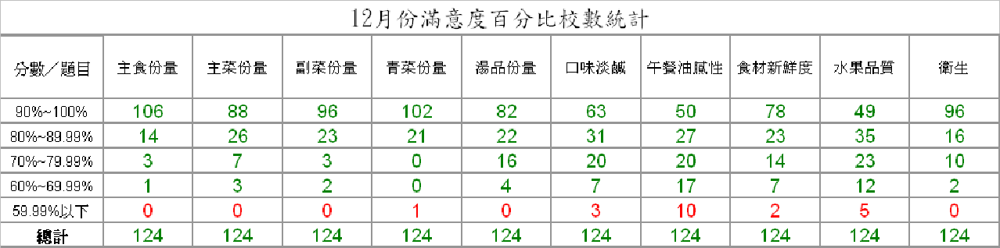 12月份滿意度百分比校數統計
分數／題目 主食份量 主菜份量 副菜份量 青菜份量 湯品份量 口味淡鹹 午餐油膩性 食材新鮮度 水果品質 衛生
90%~100% 106 88 96 102 82 63 50 78 49 96
80%~89.99% 14 26 23 21 22 31 27 23 35 16
70%~79.99% 3 7 3 0 16 20 20 14 23 10
60%~69.99% 1 3 2 0 4 7 17 7 12 2
59.99%以下 0 0 0 1 0 3 10 2 5 0
總計 124 124 124 124 124 124 124 124 124 124